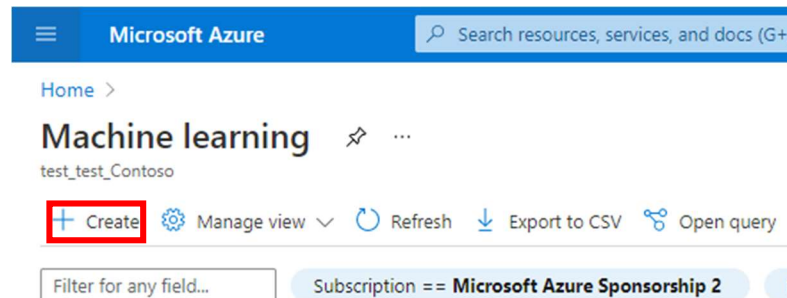 Microsoft Azure Search resources, services, and docs (G+
Home >
Machine learning ...
test_test_Contoso
+ Create Manage view Refresh Export to CSV Open query
Filter for any field... Subscription == Microsoft Azure Sponsorship 2